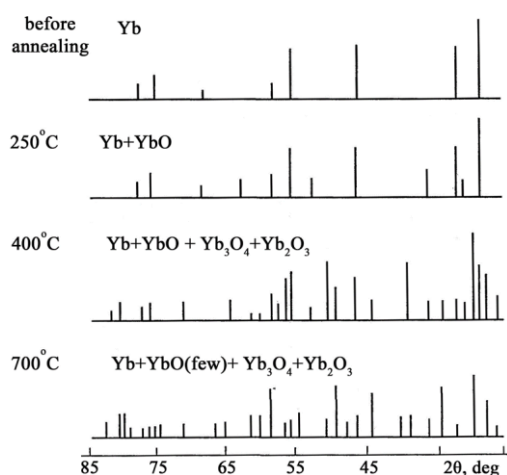 before
annealing
Yb
250°C
Yb+YbO
400°C
Yb+YbO + Yb₃O₄+Yb₂O₃
700°C
Yb+YbO(few)+ Yb₃O₄+Yb₂O₃
85 75 65 55 45 2θ, deg